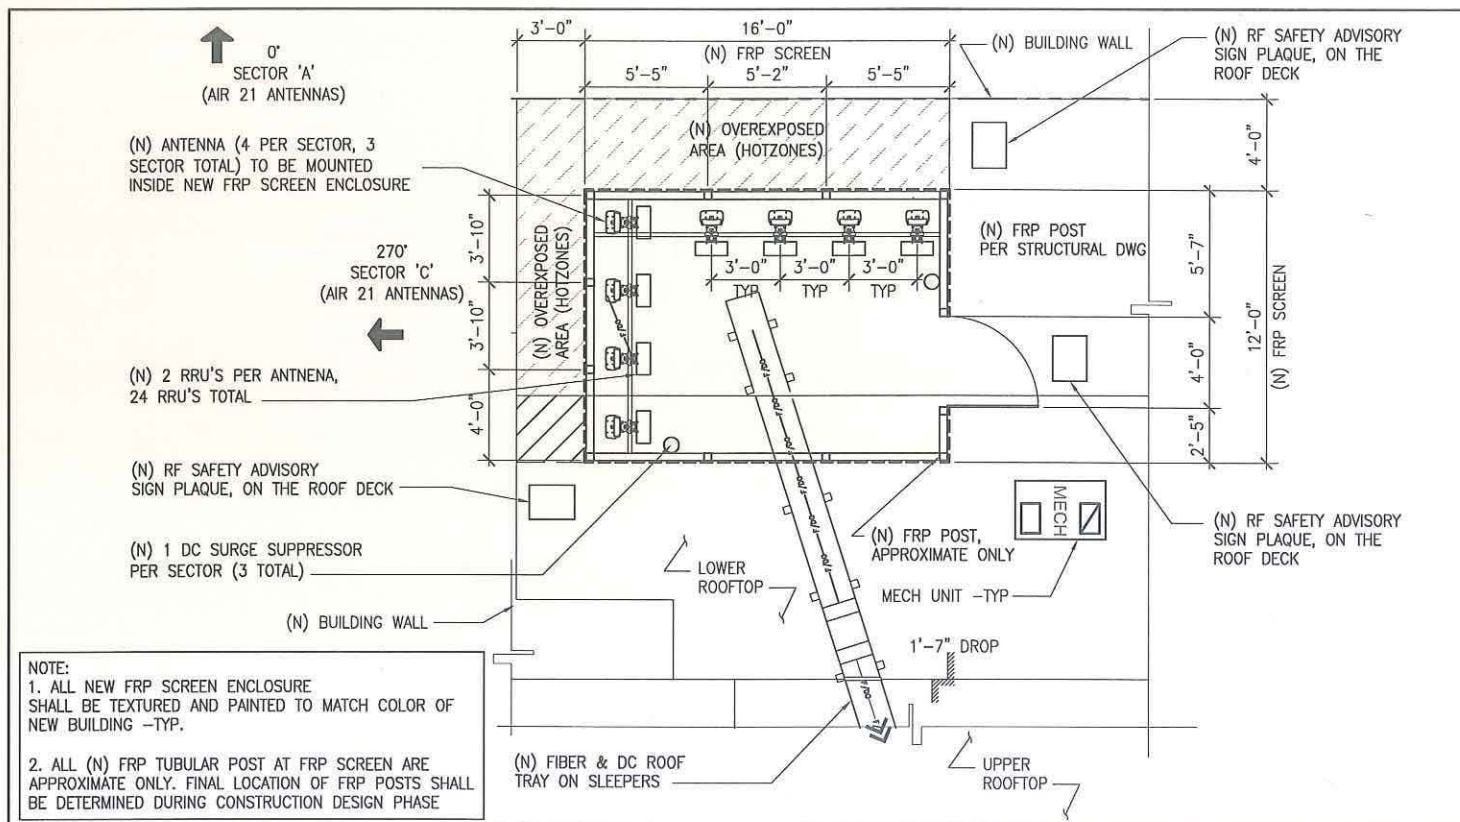 3'-0"
16'-0"
(N) FRP SCREEN
5'-5"
5'-2"
5'-5"
0°
SECTOR 'A'
(AIR 21 ANTENNAS)
(N) BUILDING WALL
(N) RF SAFETY ADVISORY
SIGN PLAQUE, ON THE
ROOF DECK
(N) ANTENNA (4 PER SECTOR, 3
SECTOR TOTAL) TO BE MOUNTED
INSIDE NEW FRP SCREEN ENCLOSURE
(N) OVEREXPOSED
AREA (HOTZONES)
4'-0"
3'-10"
(N) OVEREXPOSED
AREA (HOTZONES)
(N) FRP POST
PER STRUCTURAL DWG
5'-7"
270°
SECTOR 'C'
(AIR 21 ANTENNAS)
3'-0"
TYP
3'-0"
TYP
3'-0"
TYP
3'-10"
12'-0"
(N) FRP SCREEN
4'-0"
(N) 2 RRU'S PER ANTNENA,
24 RRU'S TOTAL
4'-0"
2'-5"
(N) RF SAFETY ADVISORY
SIGN PLAQUE, ON THE ROOF DECK
MECH
(N) RF SAFETY ADVISORY
SIGN PLAQUE, ON THE
ROOF DECK
(N) FRP POST,
APPROXIMATE ONLY
(N) 1 DC SURGE SUPPRESSOR
PER SECTOR (3 TOTAL)
LOWER
ROOFTOP
MECH UNIT -TYP
(N) BUILDING WALL
1'-7" DROP
NOTE:
1. ALL NEW FRP SCREEN ENCLOSURE
SHALL BE TEXTURED AND PAINTED TO MATCH COLOR OF
NEW BUILDING -TYP.
2. ALL (N) FRP TUBULAR POST AT FRP SCREEN ARE
APPROXIMATE ONLY. FINAL LOCATION OF FRP POSTS SHALL
BE DETERMINED DURING CONSTRUCTION DESIGN PHASE
(N) FIBER & DC ROOF
TRAY ON SLEEPERS
UPPER
ROOFTOP